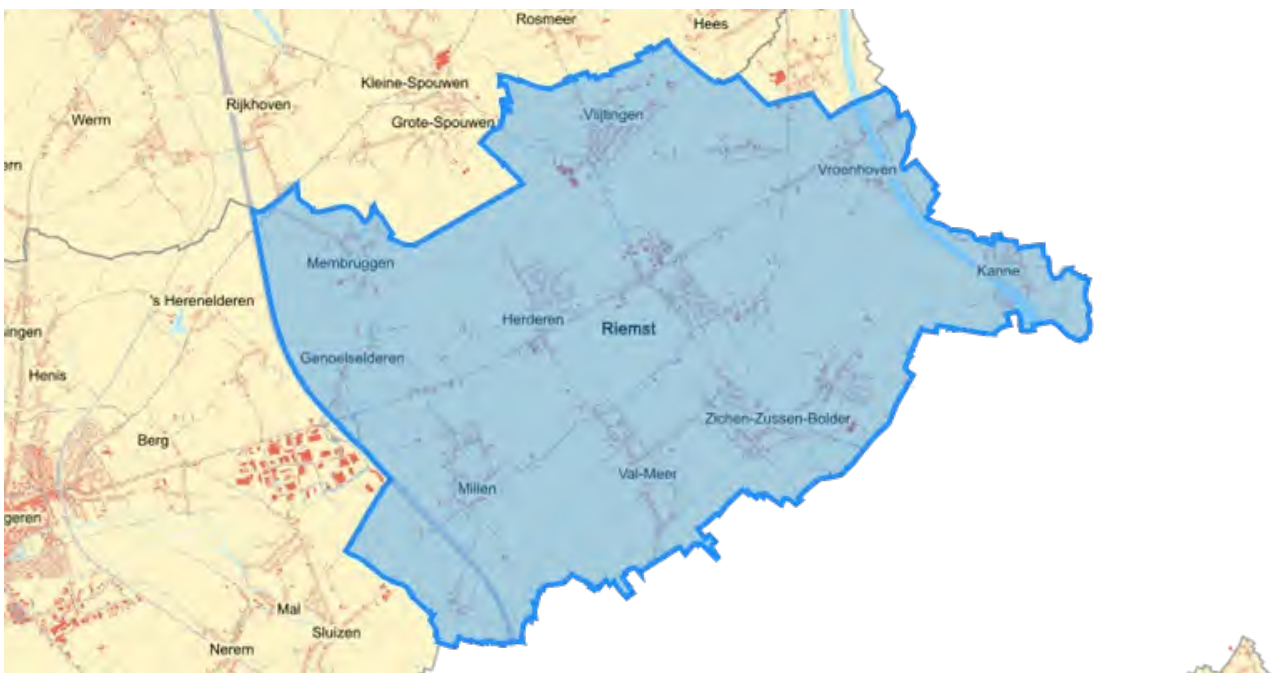 Rosmeer
Hees
Kleine-Spouwen
Rijkhoven
Grote-Spouwen
Vlijtingen
Werm
Vroenhoven
Membruggen
Kanne
's Herenelderen
Herderen
Riemst
Genoelselderen
Henis
Zichen-Zussen-Bolder
Berg
Val-Meer
Millen
geren
Mal
Sluizen
Nerem